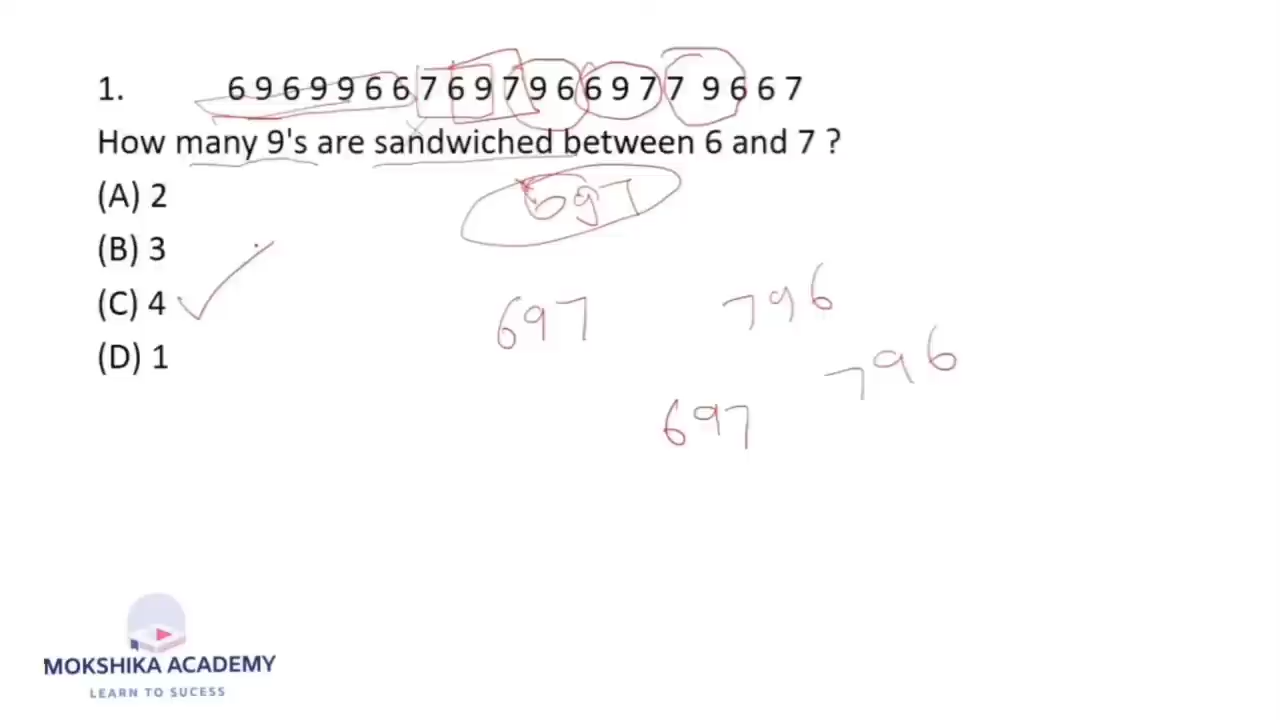 1. 6 9 6 9 9 6 6 7 6 9 7 9 6 6 9 7 7 9 6 6 7
How many 9's are sandwiched between 6 and 7 ?
(A) 2
697
(B) 3
(C) 4
697
796
(D) 1
796
697
MOKSHIKA ACADEMY
LEARN TO SUCESS